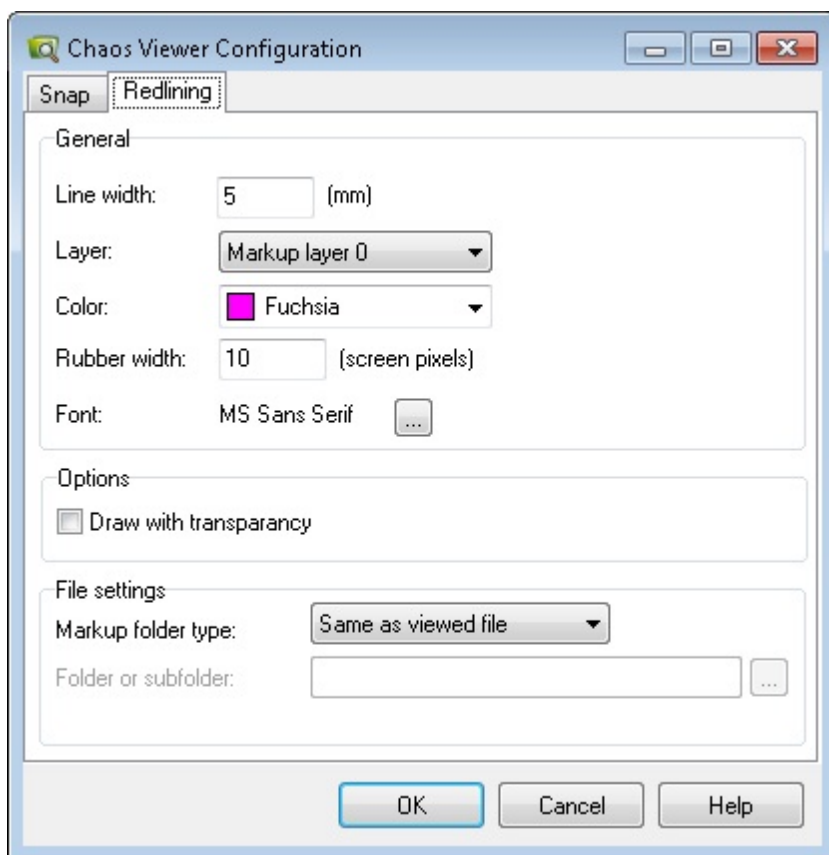 Chaos Viewer Configuration
Snap Redlining
General
Line width: 5 (mm)
Layer: Markup layer 0
Color: Fuchsia
Rubber width: 10 (screen pixels)
Font: MS Sans Serif ...
Options
Draw with transparancy
File settings
Markup folder type: Same as viewed file
Folder or subfolder: ...
OK Cancel Help